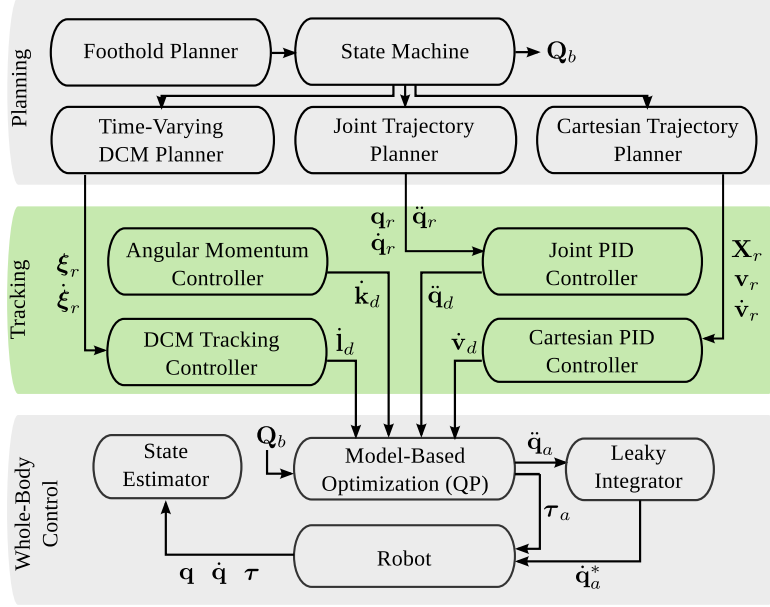 Planning
Foothold Planner
State Machine
Q_b
Time-Varying
DCM Planner
Joint Trajectory
Planner
Cartesian Trajectory
Planner
Tracking
q_r q̈_r
q̇_r
ξ_r
ξ̇_r
Angular Momentum
Controller
Joint PID
Controller
X_r
v_r
v̇_r
k̇_d
q̈_d
DCM Tracking
Controller
l̇_d
v̇_d
Cartesian PID
Controller
Whole-Body
Control
State
Estimator
Q_b
Model-Based
Optimization (QP)
q̈_a
Leaky
Integrator
τ_a
Robot
q q̇ τ
q̇*_a